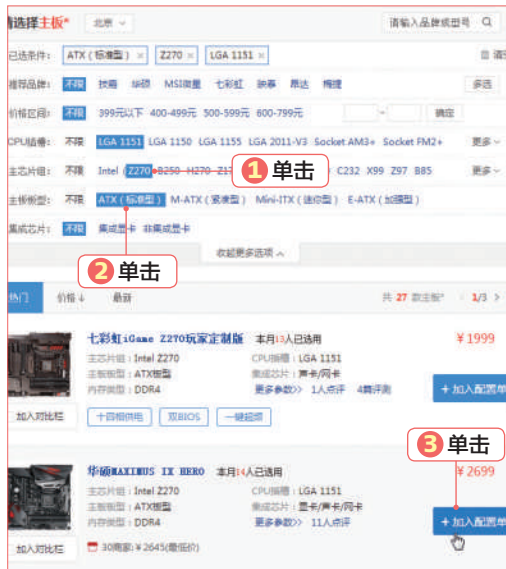 请选择主板* 北京 请输入品牌或型号
已选条件： ATX(标准型) × Z270 × LGA 1151 ×
推荐品牌： 不限 技嘉 华硕 MSI微星 七彩虹 映泰 昂达 梅捷 多选
价格区间： 不限 399元以下 400-499元 500-599元 600-799元 - 确定
CPU插槽： 不限 LGA 1151 LGA 1150 LGA 1155 LGA 2011-V3 Socket AM3+ Socket FM2+ 更多
主芯片组： 不限 Intel Z270 B250 H270 ①单击 C232 X99 Z97 B85 更多
主板板型： 不限 ATX(标准型) M-ATX(紧凑型) Mini-ITX(迷你型) E-ATX(加强型)
集成芯片： 不限 集成显卡 非集成显卡
收起更多选项
②单击
热门 价格↓ 最新 共 27 款主板* 1/3 >
七彩虹iGame Z270玩家定制版 本月13人已选用 ￥1999
主芯片组：Intel Z270 CPU插槽：LGA 1151
主板板型：ATX板型 集成芯片：声卡/网卡
内存类型：DDR4 更多参数>> 1人点评 4篇评测 +加入配置单
加入对比栏 十四相供电 双BIOS 一键超频
③单击
华硕MAXIMUS IX HERO 本月14人已选用 ￥2699
主芯片组：Intel Z270 CPU插槽：LGA 1151
主板板型：ATX板型 集成芯片：显卡/声卡/网卡
内存类型：DDR4 更多参数>> 11人点评 +加入配置单
加入对比栏 30商家:￥2645(最低价)